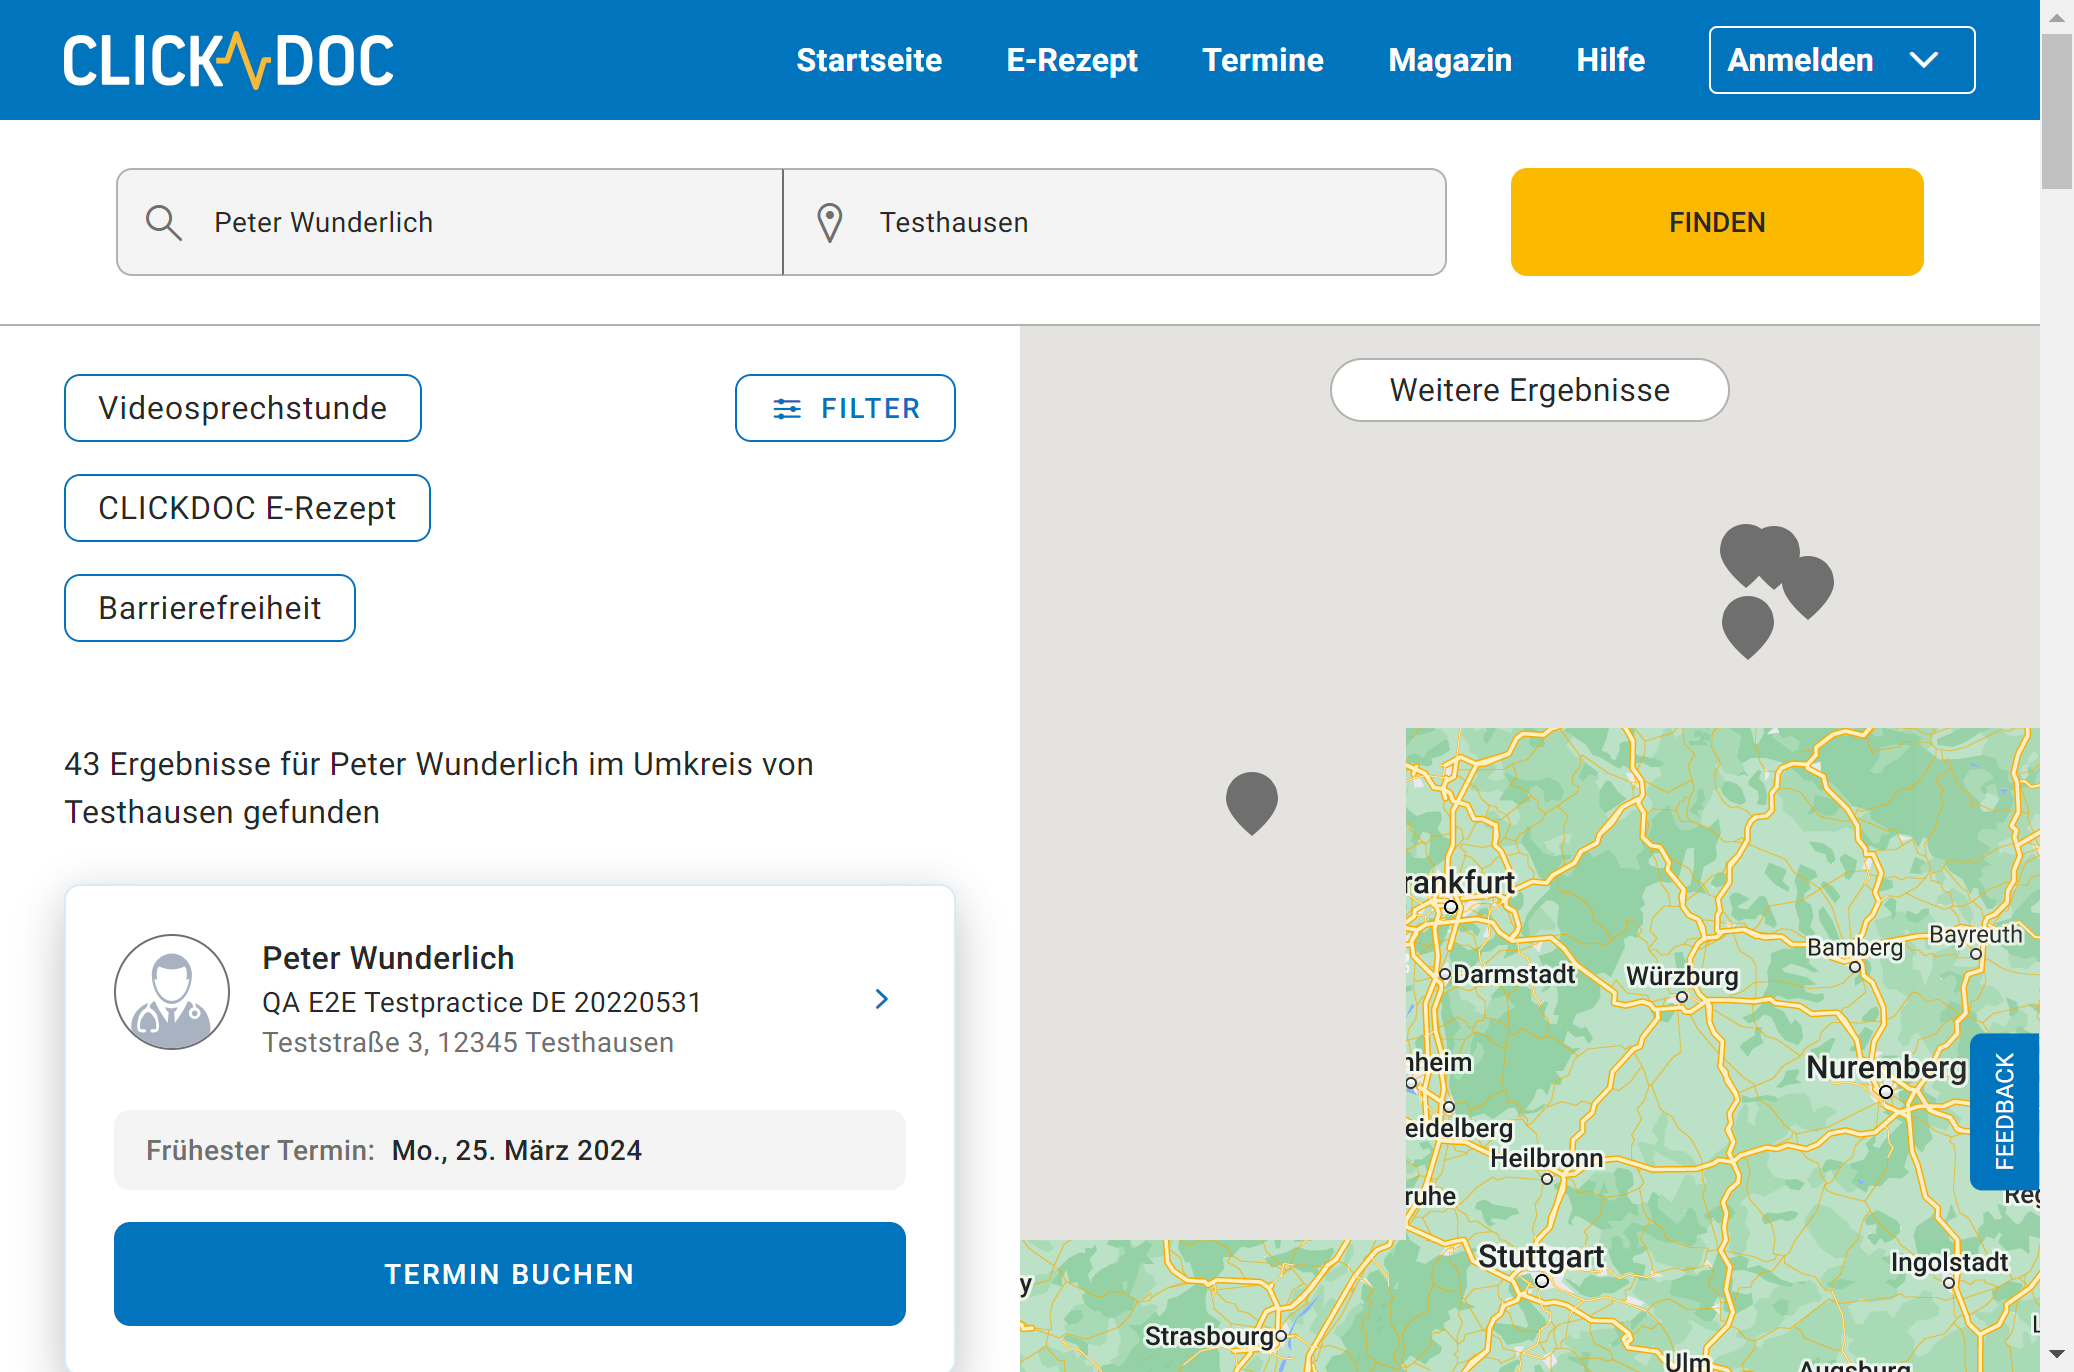 CLICK DOC
Startseite
E-Rezept
Termine
Magazin
Hilfe
Anmelden
Peter Wunderlich
Testhausen
FINDEN
Videosprechstunde
FILTER
CLICKDOC E-Rezept
Barrierefreiheit
43 Ergebnisse für Peter Wunderlich im Umkreis von
Testhausen gefunden
Peter Wunderlich
QA E2E Testpractice DE 20220531
Teststraße 3, 12345 Testhausen
Frühester Termin: Mo., 25. März 2024
TERMIN BUCHEN
Weitere Ergebnisse
rankfurt
Darmstadt
Würzburg
Bamberg
Bayreuth
nheim
Nuremberg
eidelberg
Heilbronn
ruhe
Reg
Stuttgart
Ingolstadt
y
Strasbourg
L
Ulm
Augsburg
FEEDBACK